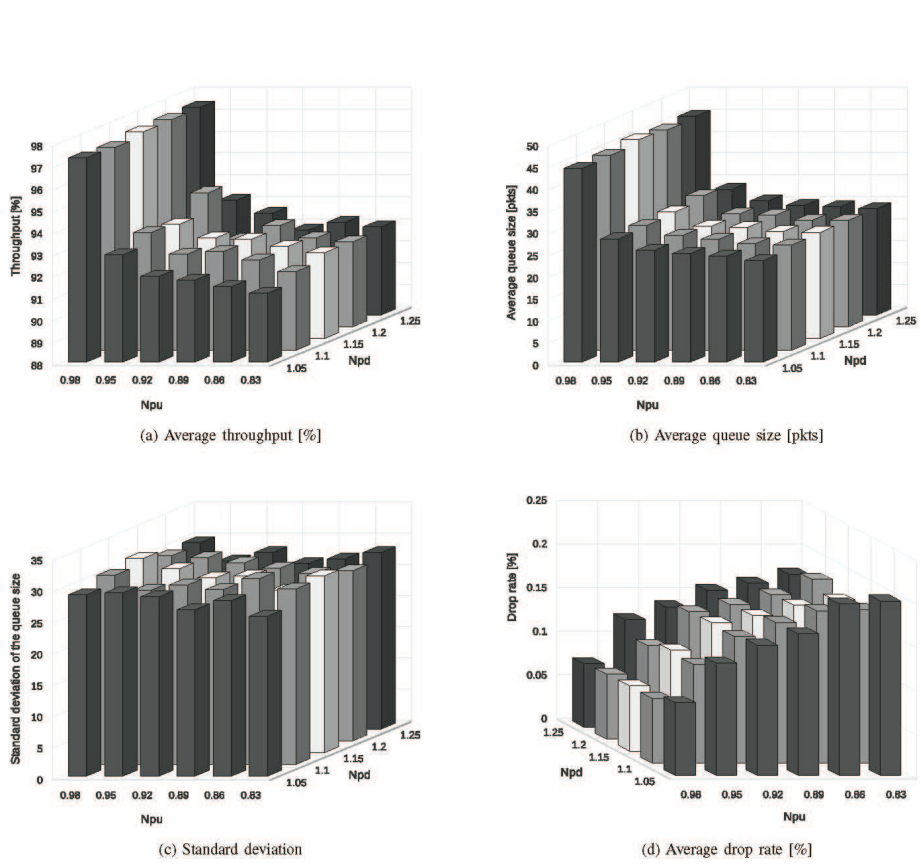 98
97
96
95
94
93
92
91
90
89
88
Throughput [%]
0.98 0.95 0.92 0.89 0.86 0.83
Npu
1.05
1.1
1.15
1.2
1.25
Npd
(a) Average throughput [%]
50
45
40
35
30
25
20
15
10
5
0
Average queue size [pkts]
0.98 0.95 0.92 0.89 0.86 0.83
Npu
1.05
1.1
1.15
1.2
1.25
Npd
(b) Average queue size [pkts]
35
30
25
20
15
10
5
0
Standard deviation of the queue size
0.98 0.95 0.92 0.89 0.86 0.83
Npu
1.05
1.1
1.15
1.2
1.25
Npd
(c) Standard deviation
0.25
0.2
0.15
0.1
0.05
0
Drop rate [%]
1.25
1.2
1.15
1.1
1.05
Npd
0.98 0.95 0.92 0.89 0.86 0.83
Npu
(d) Average drop rate [%]